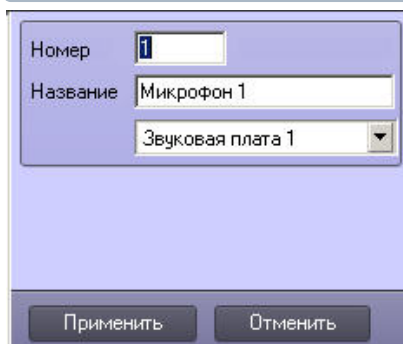 Номер 1
Название Микрофон 1
Звуковая плата 1
Применить Отменить